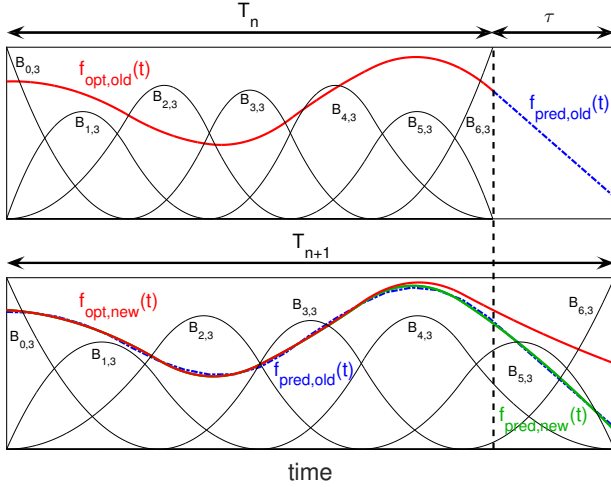 T_n τ
B_{0,3} f_{opt,old}(t) B_{2,3} B_{3,3} B_{4,3} B_{6,3}
B_{1,3} B_{5,3} f_{pred,old}(t)
T_{n+1}
f_{opt,new}(t) B_{3,3} B_{6,3}
B_{0,3} B_{2,3} B_{4,3}
B_{1,3} f_{pred,old}(t) B_{5,3}
f_{pred,new}(t)
time